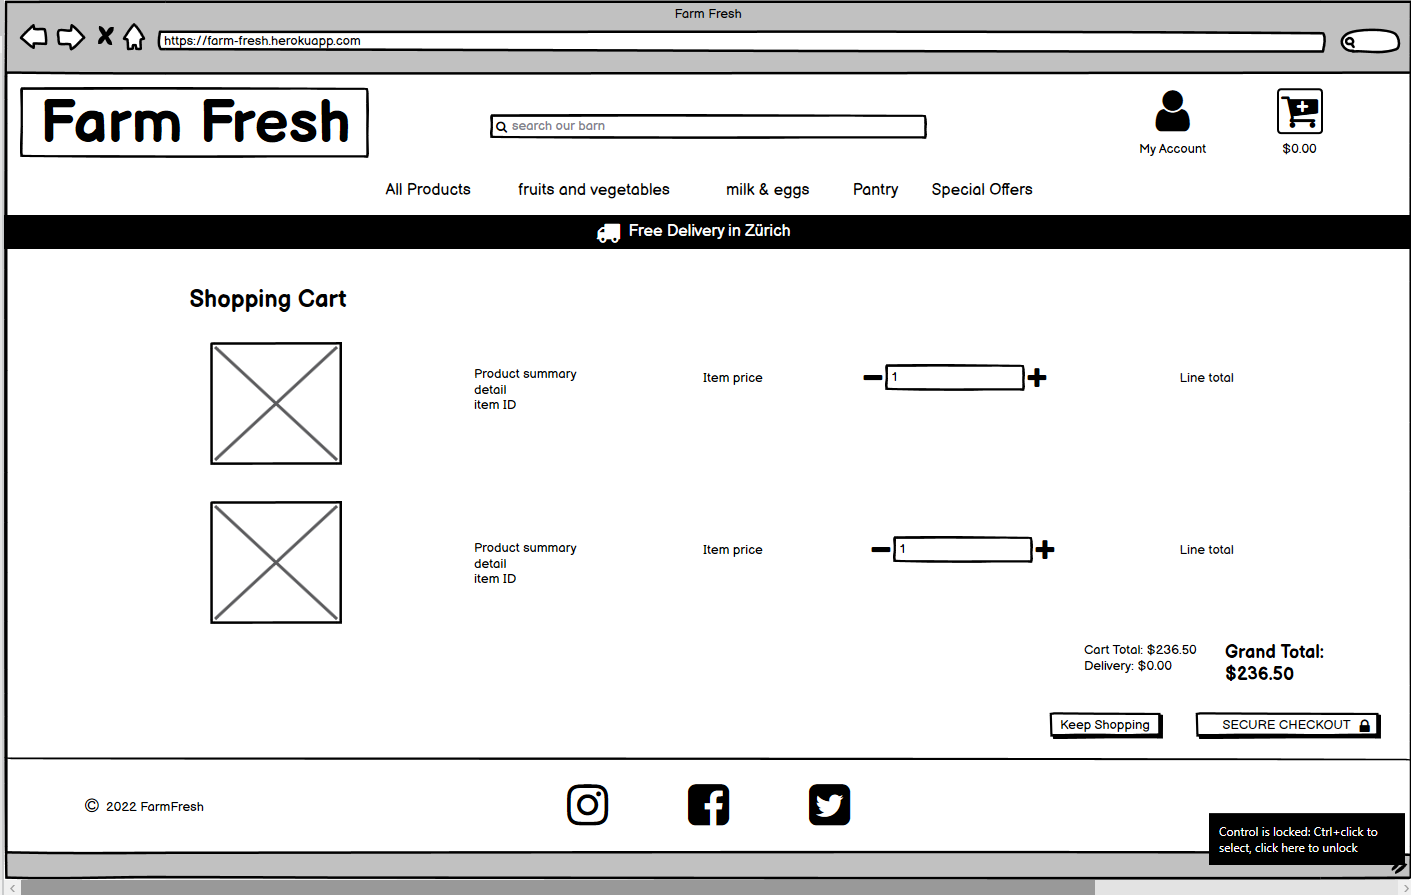 Farm Fresh
https://farm-fresh.herokuapp.com
Farm Fresh
search our barn
My Account
$0.00
All Products fruits and vegetables milk & eggs Pantry Special Offers
Free Delivery in Zürich
Shopping Cart
Product summary
detail
item ID
Item price
1
Line total
Product summary
detail
item ID
Item price
1
Line total
Cart Total: $236.50
Delivery: $0.00
Grand Total:
$236.50
Keep Shopping
SECURE CHECKOUT
© 2022 FarmFresh
Control is locked: Ctrl+click to
select, click here to unlock